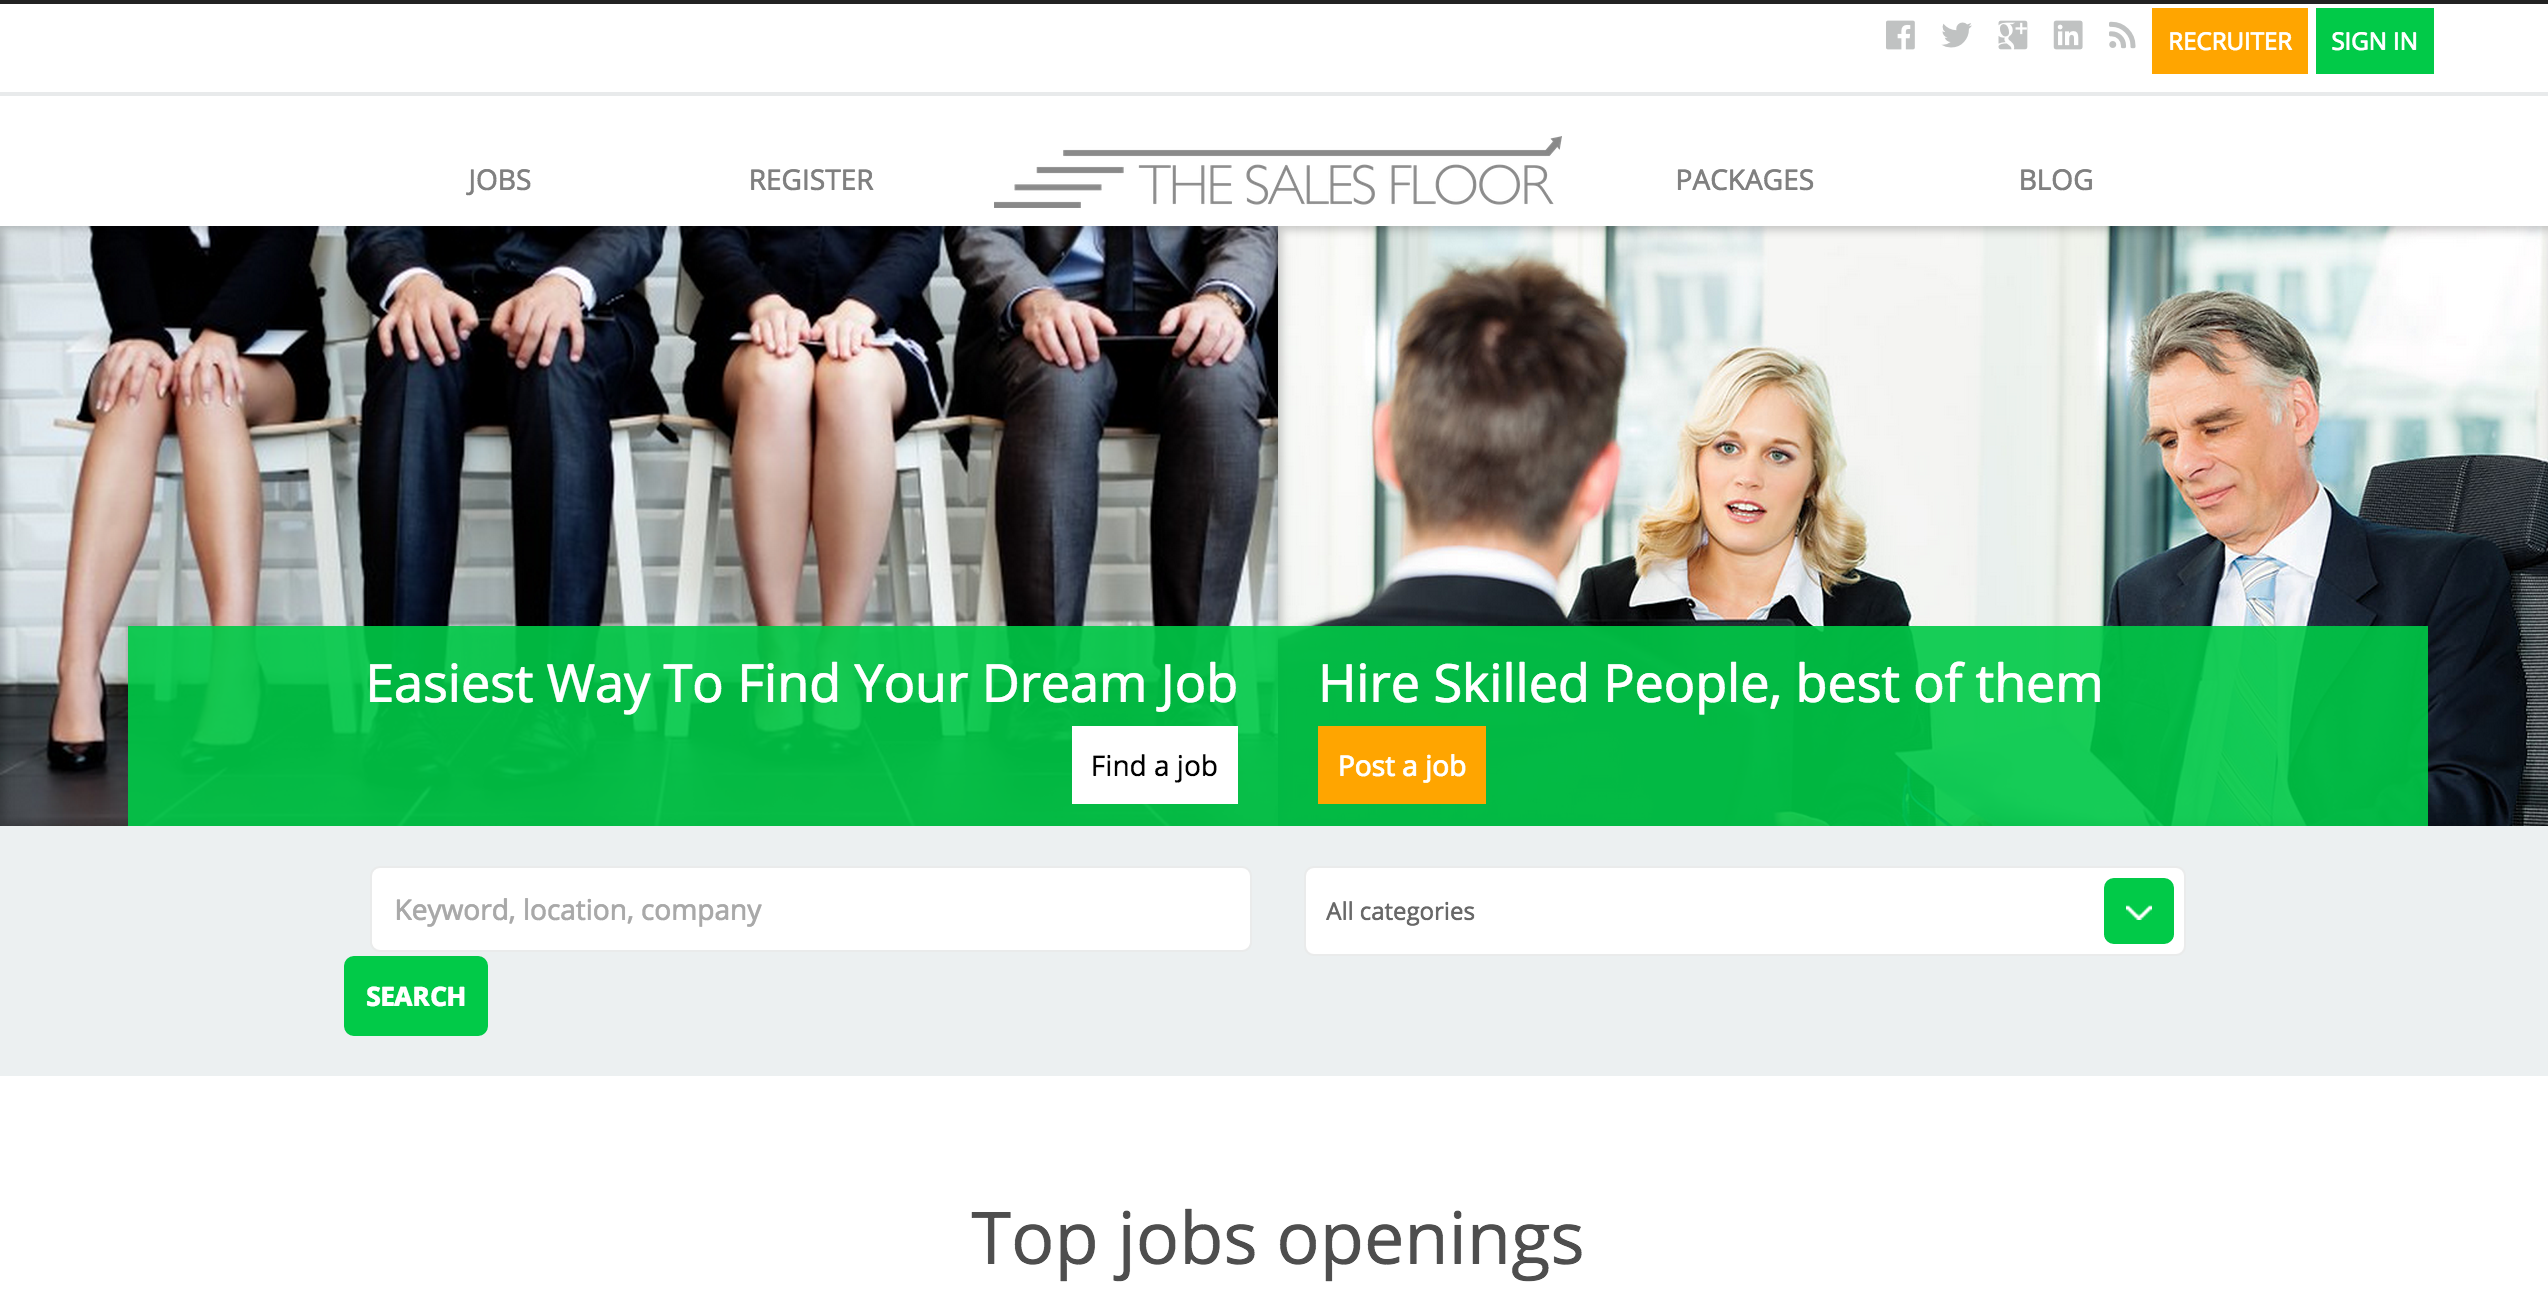 RECRUITER
SIGN IN
JOBS
REGISTER
THE SALES FLOOR
PACKAGES
BLOG
Easiest Way To Find Your Dream Job
Find a job
Hire Skilled People, best of them
Post a job
Keyword, location, company
All categories
SEARCH
Top jobs openings